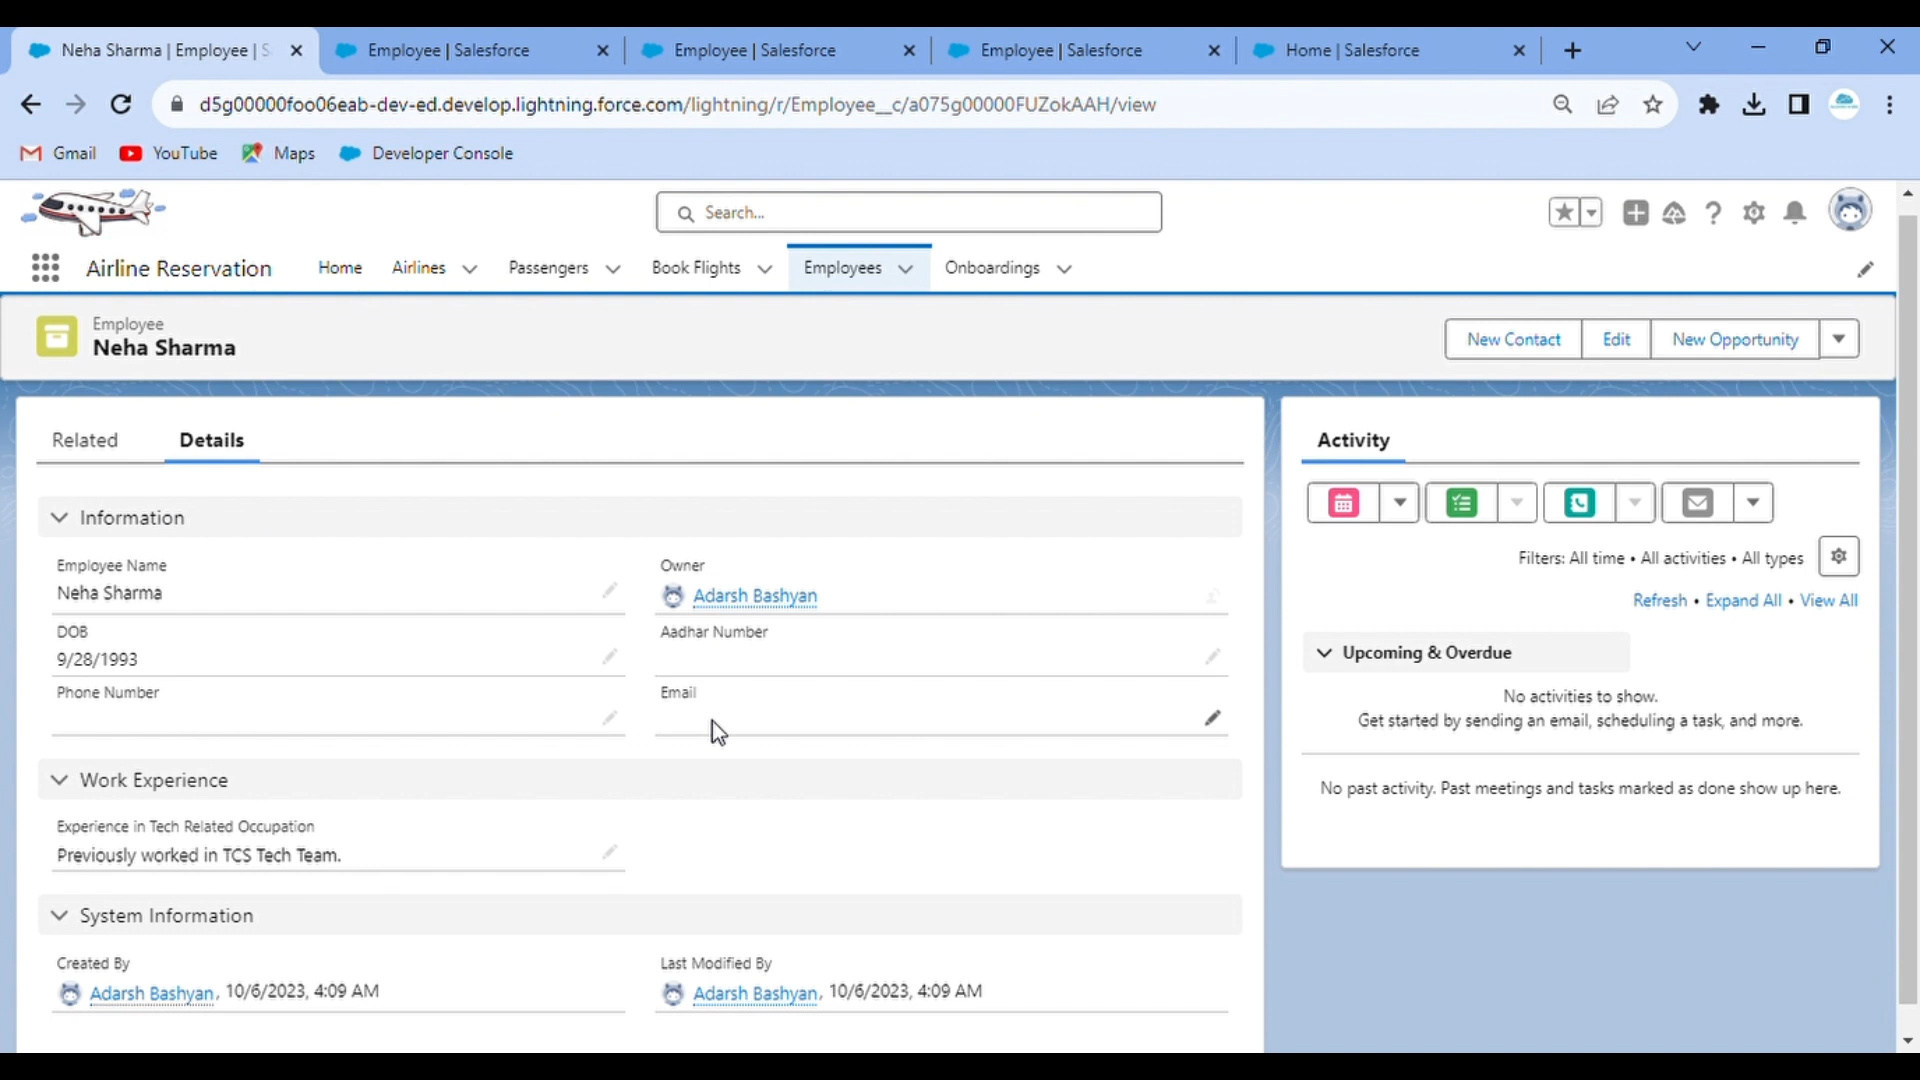 Neha Sharma | Employee | S
Employee | Salesforce
Employee | Salesforce
Employee | Salesforce
Home | Salesforce
d5g00000foo06eab-dev-ed.develop.lightning.force.com/lightning/r/Employee__c/a075g00000FUZokAAH/view
Gmail
YouTube
Maps
Developer Console
Search...
Airline Reservation
Home
Airlines
Passengers
Book Flights
Employees
Onboardings
Employee
Neha Sharma
New Contact
Edit
New Opportunity
Related
Details
Information
Employee Name
Neha Sharma
Owner
Adarsh Bashyan
DOB
9/28/1993
Aadhar Number
Phone Number
Email
Work Experience
Experience in Tech Related Occupation
Previously worked in TCS Tech Team.
System Information
Created By
Adarsh Bashyan, 10/6/2023, 4:09 AM
Last Modified By
Adarsh Bashyan, 10/6/2023, 4:09 AM
Activity
Filters: All time • All activities • All types
Refresh • Expand All • View All
Upcoming & Overdue
No activities to show.
Get started by sending an email, scheduling a task, and more.
No past activity. Past meetings and tasks marked as done show up here.